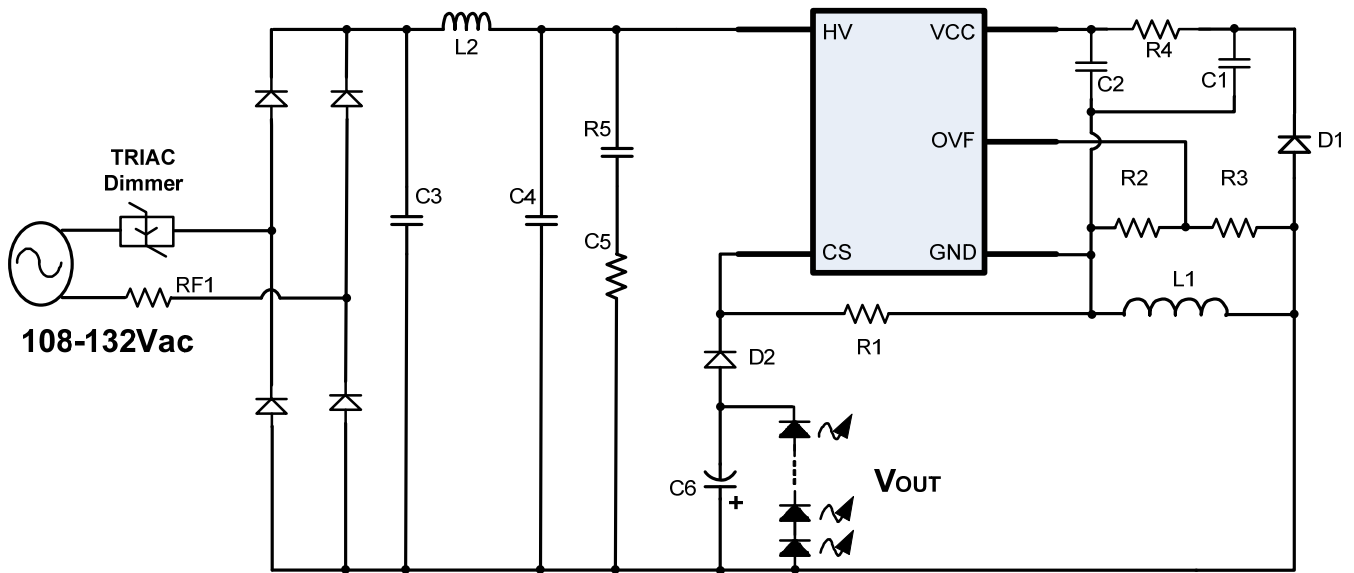 L2
HV
VCC
R4
C2
C1
R5
OVF
D1
TRIAC
Dimmer
R2
R3
C3
C4
C5
CS
GND
RF1
L1
108-132Vac
R1
D2
VOUT
C6
+